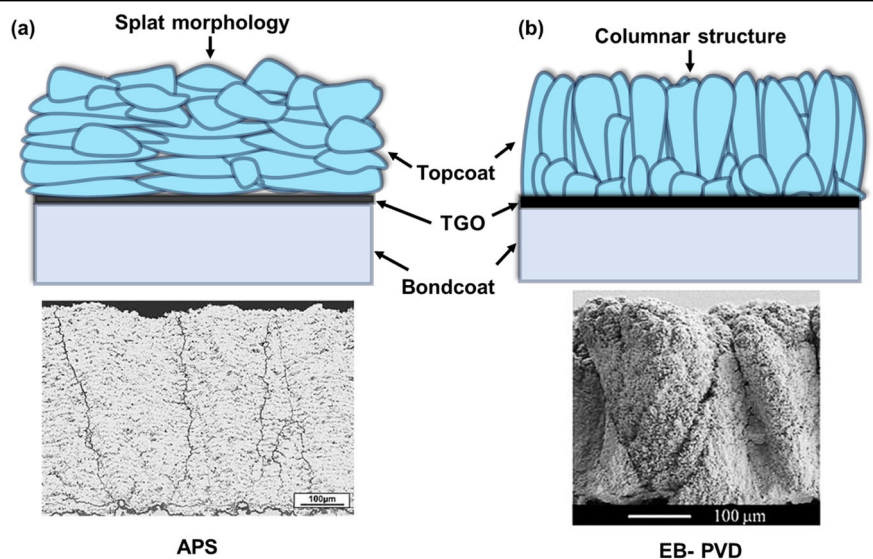 (a)
Splat morphology
(b)
Columnar structure
Topcoat
TGO
Bondcoat
100µm
100 µm
APS
EB- PVD